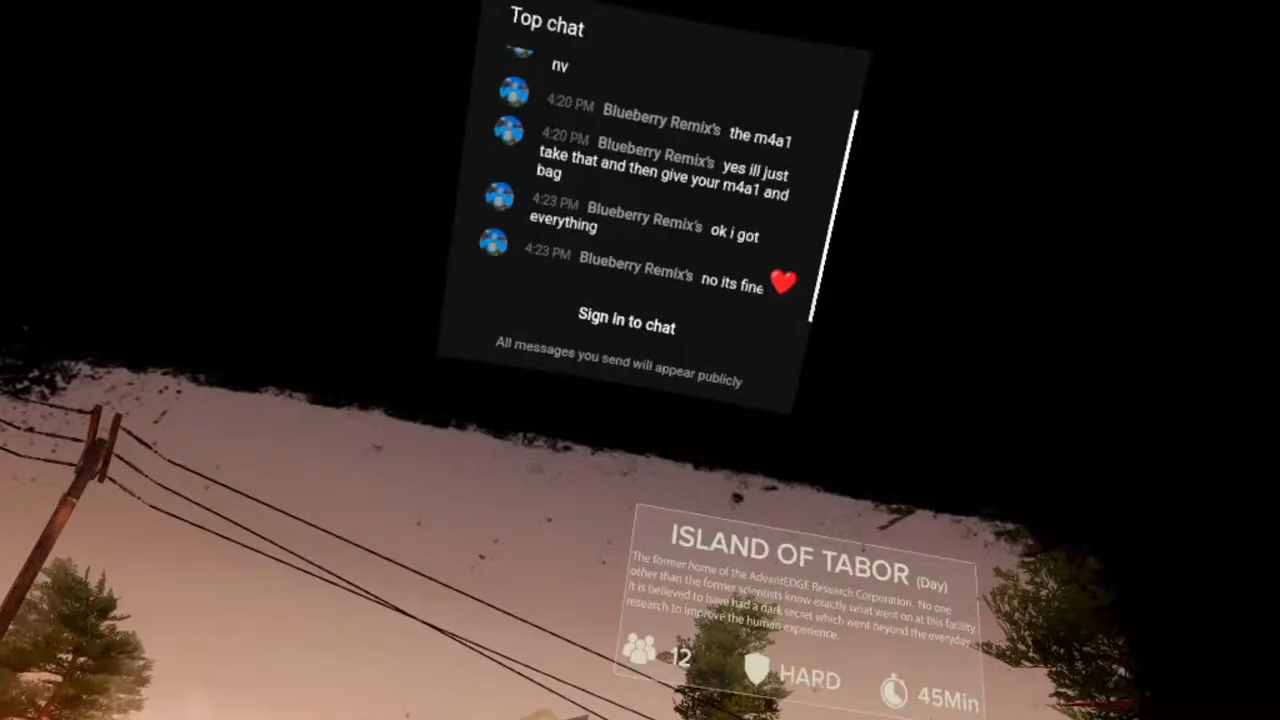 Top chat
nv
4:20 PM Blueberry Remix's the m4a1
4:20 PM Blueberry Remix's yes ill just
take that and then give your m4a1 and
bag
4:23 PM Blueberry Remix's ok i got
everything
4:23 PM Blueberry Remix's no its fine ❤️
Sign in to chat
All messages you send will appear publicly
ISLAND OF TABOR (Day)
The former home of the AdvantEDGE Research Corporation. No one
other than the former scientists know exactly what went on at this facility.
It is believed to have had a dark secret which went beyond the everyday
research to improve the human experience.
12
HARD
45Min